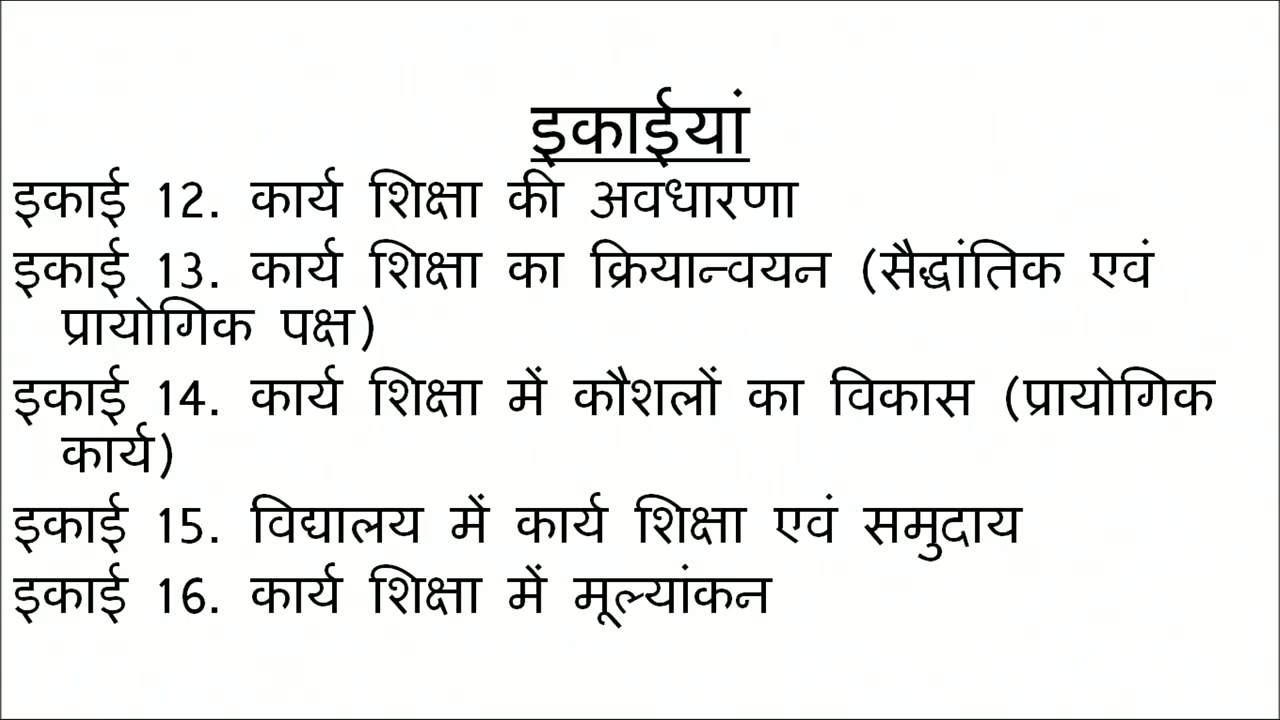 इकाईयां
इकाई 12. कार्य शिक्षा की अवधारणा
इकाई 13. कार्य शिक्षा का क्रियान्वयन (सैद्धांतिक एवं
प्रायोगिक पक्ष)
इकाई 14. कार्य शिक्षा में कौशलों का विकास (प्रायोगिक
कार्य)
इकाई 15. विद्यालय में कार्य शिक्षा एवं समुदाय
इकाई 16. कार्य शिक्षा में मूल्यांकन